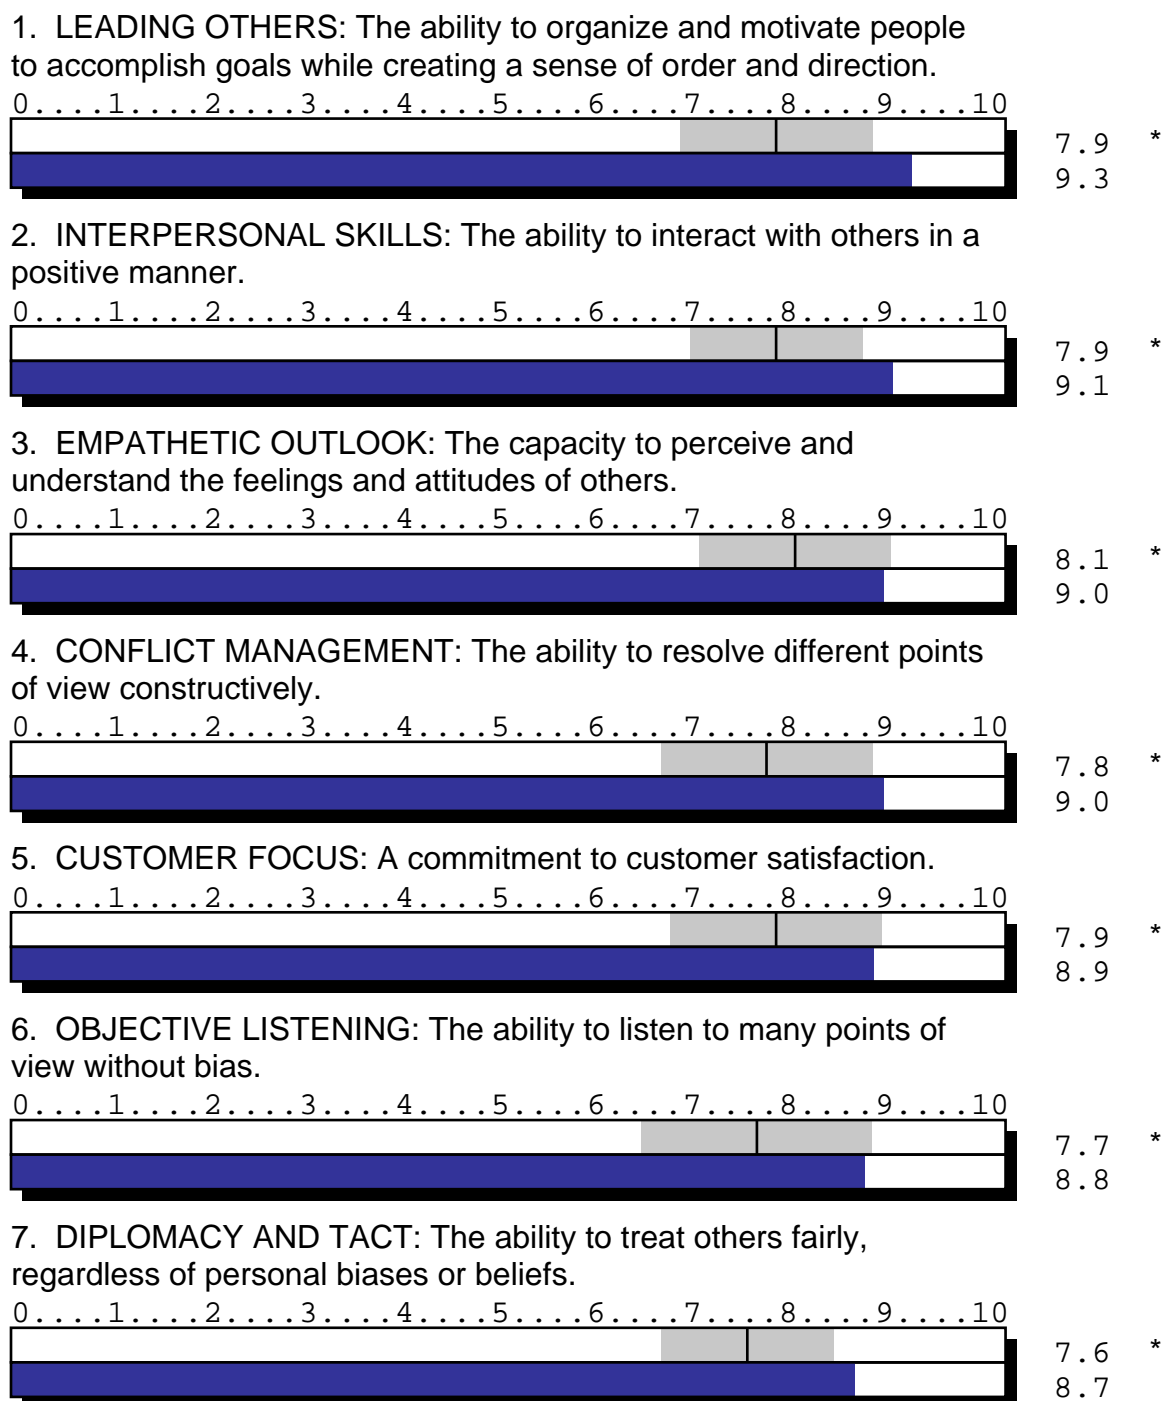 1. LEADING OTHERS: The ability to organize and motivate people
to accomplish goals while creating a sense of order and direction.
0....1....2....3....4....5....6....7....8....9....10
7.9 *
9.3
2. INTERPERSONAL SKILLS: The ability to interact with others in a
positive manner.
0....1....2....3....4....5....6....7....8....9....10
7.9 *
9.1
3. EMPATHETIC OUTLOOK: The capacity to perceive and
understand the feelings and attitudes of others.
0....1....2....3....4....5....6....7....8....9....10
8.1 *
9.0
4. CONFLICT MANAGEMENT: The ability to resolve different points
of view constructively.
0....1....2....3....4....5....6....7....8....9....10
7.8 *
9.0
5. CUSTOMER FOCUS: A commitment to customer satisfaction.
0....1....2....3....4....5....6....7....8....9....10
7.9 *
8.9
6. OBJECTIVE LISTENING: The ability to listen to many points of
view without bias.
0....1....2....3....4....5....6....7....8....9....10
7.7 *
8.8
7. DIPLOMACY AND TACT: The ability to treat others fairly,
regardless of personal biases or beliefs.
0....1....2....3....4....5....6....7....8....9....10
7.6 *
8.7